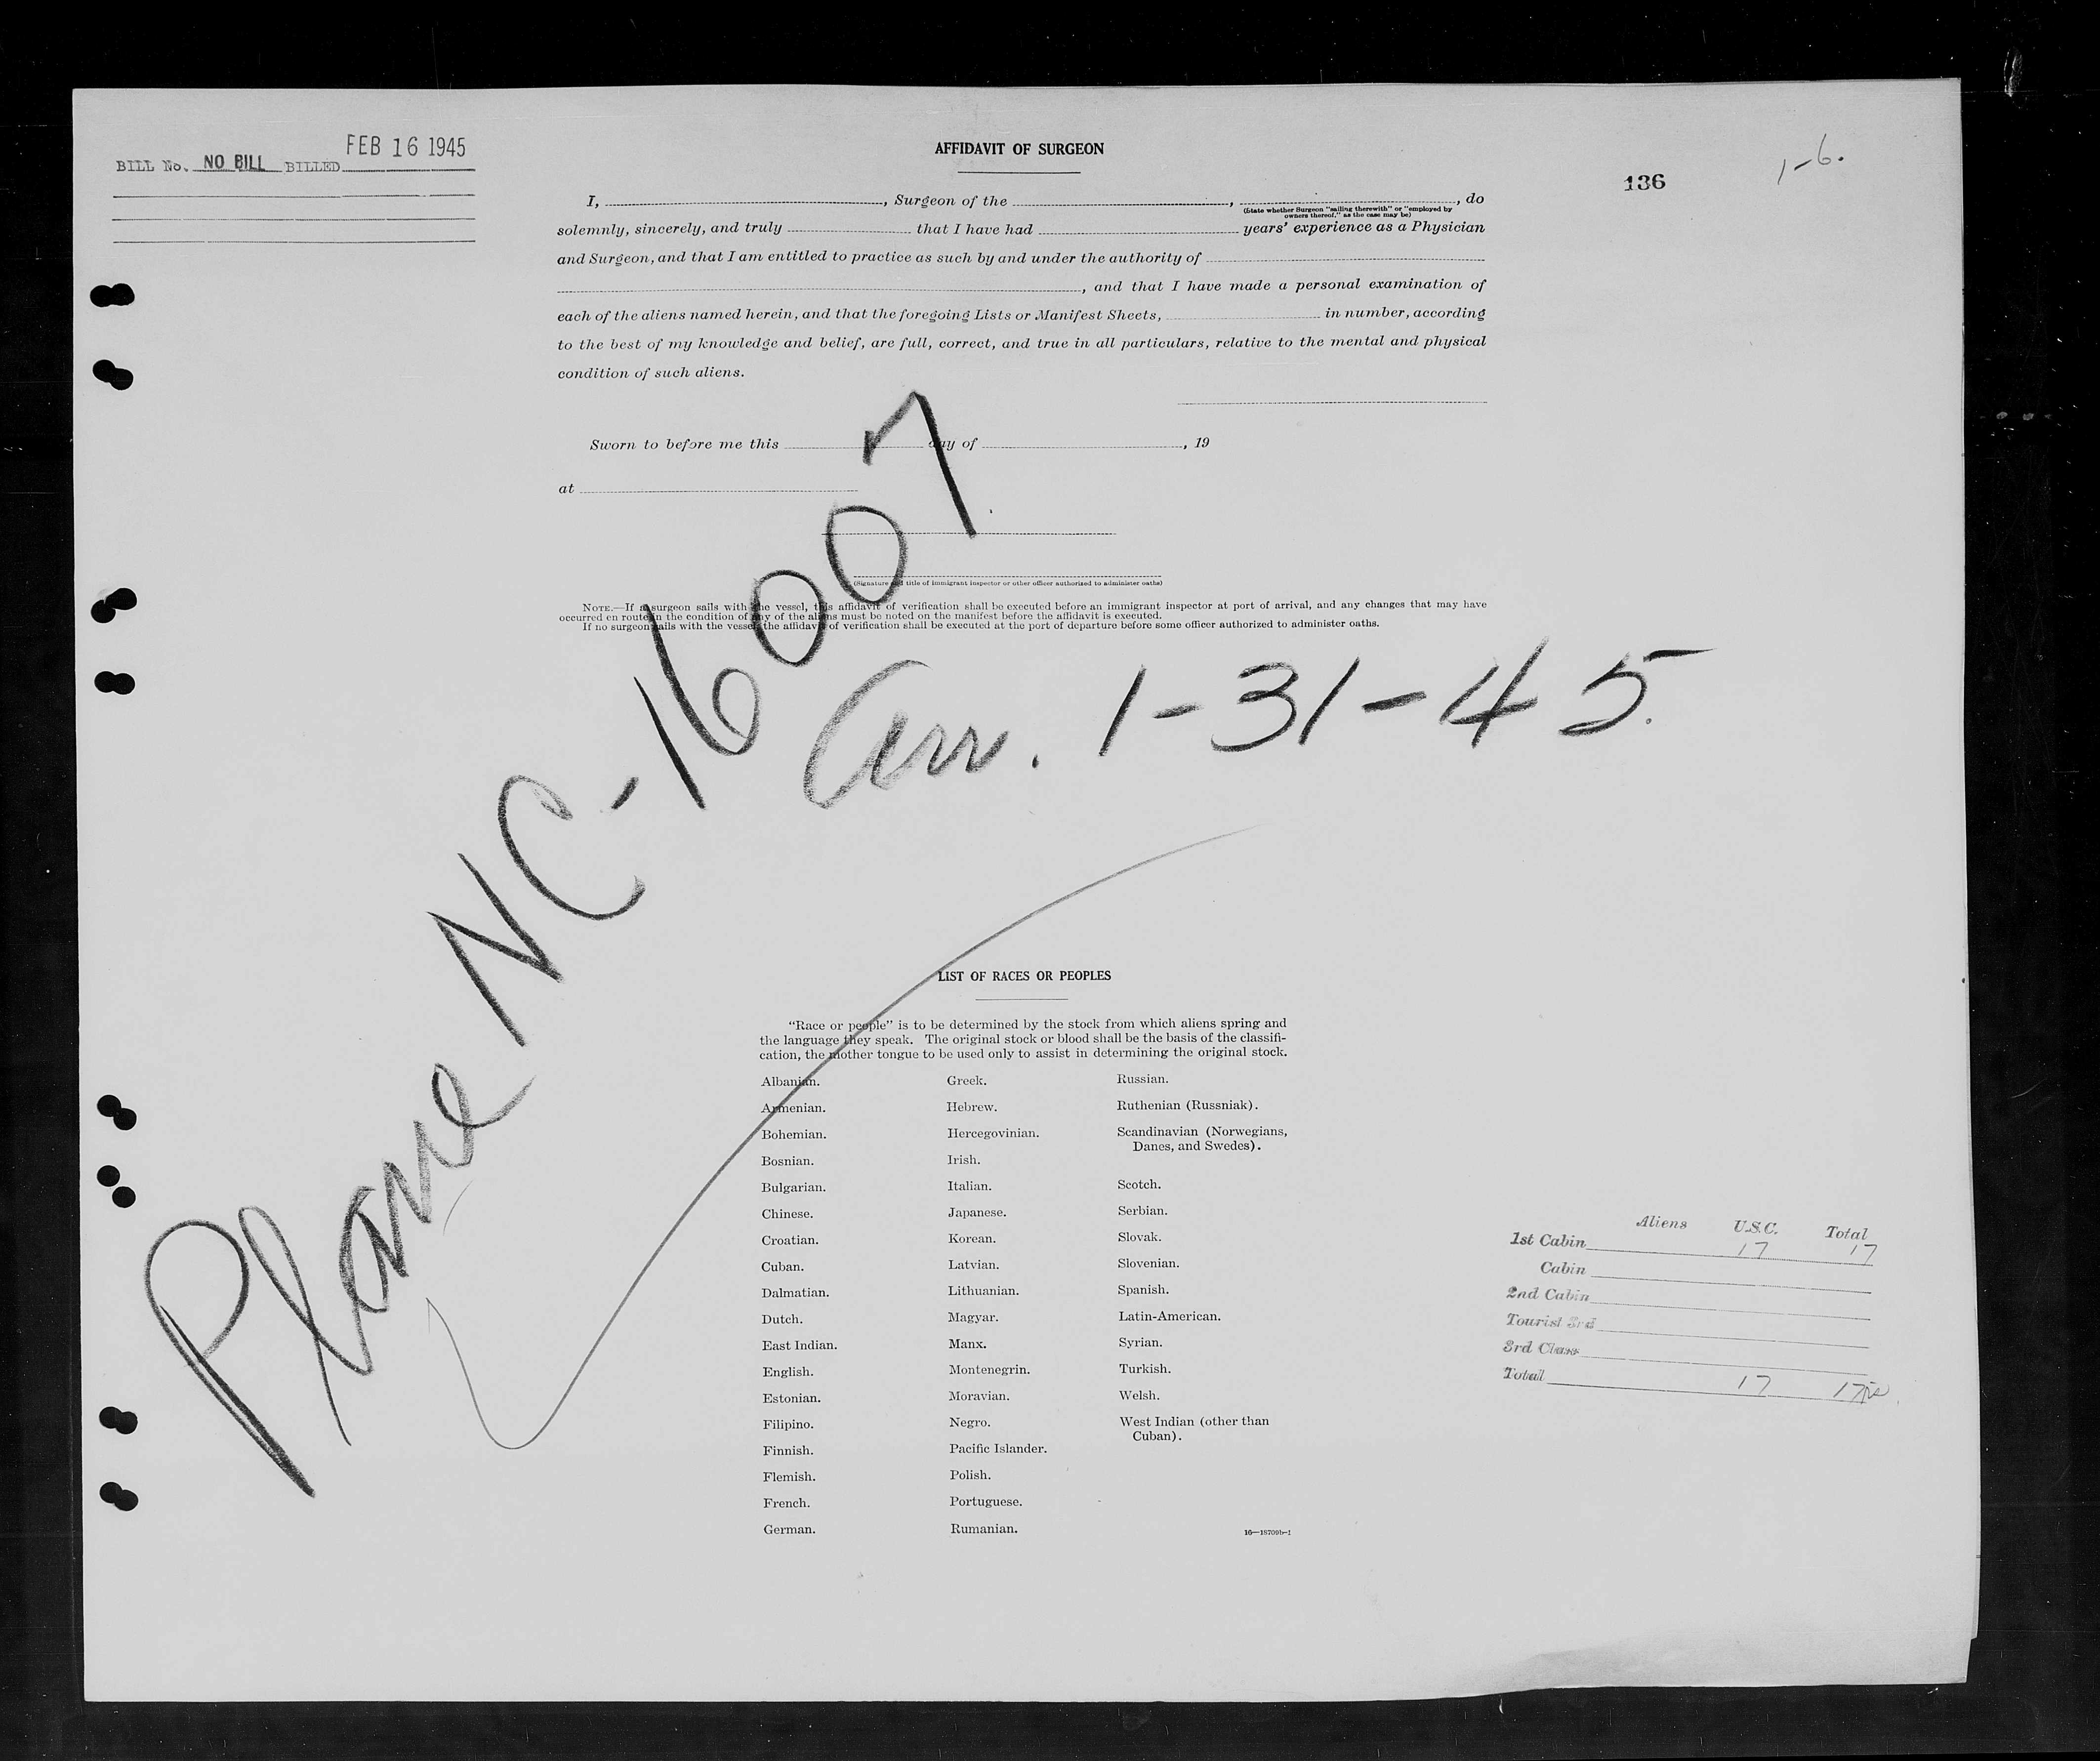 FEB 16 1945
BILL No. NO BILL BILLED
AFFIDAVIT OF SURGEON
136
1-6.
I, , Surgeon of the , , do
(State whether Surgeon "sailing therewith" or "employed by
owners thereof," as the case may be)
solemnly, sincerely, and truly that I have had years' experience as a Physician
and Surgeon, and that I am entitled to practice as such by and under the authority of
, and that I have made a personal examination of
each of the aliens named herein, and that the foregoing Lists or Manifest Sheets, in number, according
to the best of my knowledge and belief, are full, correct, and true in all particulars, relative to the mental and physical
condition of such aliens.
Sworn to before me this day of , 19
at
(Signature and title of immigrant inspector or other officer authorized to administer oaths)
NOTE.—If a surgeon sails with the vessel, this affidavit of verification shall be executed before an immigrant inspector at port of arrival, and any changes that may have
occurred en route in the condition of any of the aliens must be noted on the manifest before the affidavit is executed.
If no surgeon sails with the vessel the affidavit of verification shall be executed at the port of departure before some officer authorized to administer oaths.
Plane NC-16007
Arr. 1-31-45.
LIST OF RACES OR PEOPLES
"Race or people" is to be determined by the stock from which aliens spring and
the language they speak. The original stock or blood shall be the basis of the classifi-
cation, the mother tongue to be used only to assist in determining the original stock.
Albanian.
Armenian.
Bohemian.
Bosnian.
Bulgarian.
Chinese.
Croatian.
Cuban.
Dalmatian.
Dutch.
East Indian.
English.
Estonian.
Filipino.
Finnish.
Flemish.
French.
German.
Greek.
Hebrew.
Hercegovinian.
Irish.
Italian.
Japanese.
Korean.
Latvian.
Lithuanian.
Magyar.
Manx.
Montenegrin.
Moravian.
Negro.
Pacific Islander.
Polish.
Portuguese.
Rumanian.
Russian.
Ruthenian (Russniak).
Scandinavian (Norwegians,
Danes, and Swedes).
Scotch.
Serbian.
Slovak.
Slovenian.
Spanish.
Latin-American.
Syrian.
Turkish.
Welsh.
West Indian (other than
Cuban).
16—18709b-1
Aliens U.S.C. Total
1st Cabin 17 17
Cabin
2nd Cabin
Tourist 3rd
3rd Class
Total 17 17